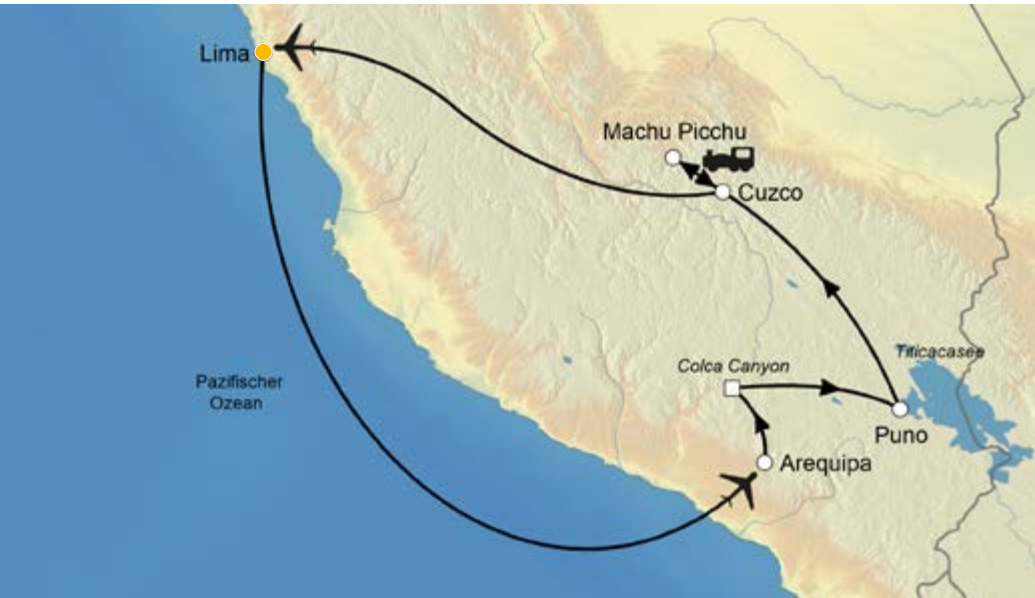 Lima
Machu Picchu
Cuzco
Titicacasee
Colca Canyon
Pazifischer
Ozean
Puno
Arequipa